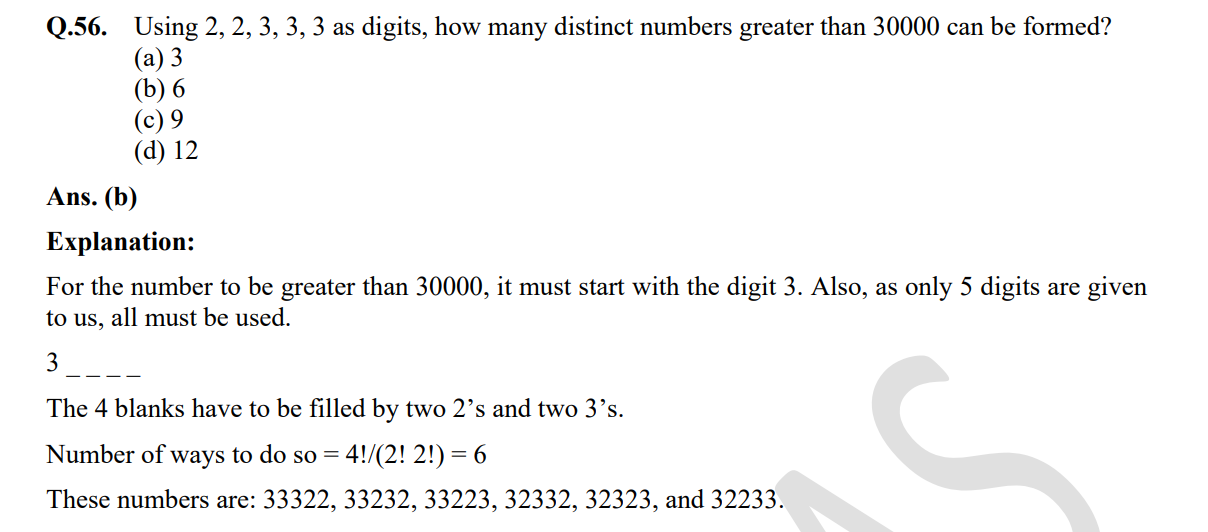 Q.56. Using 2, 2, 3, 3, 3 as digits, how many distinct numbers greater than 30000 can be formed?
(a) 3
(b) 6
(c) 9
(d) 12
Ans. (b)
Explanation:
For the number to be greater than 30000, it must start with the digit 3. Also, as only 5 digits are given
to us, all must be used.
3 _ _ _ _
The 4 blanks have to be filled by two 2’s and two 3’s.
Number of ways to do so = 4!/(2! 2!) = 6
These numbers are: 33322, 33232, 33223, 32332, 32323, and 32233.